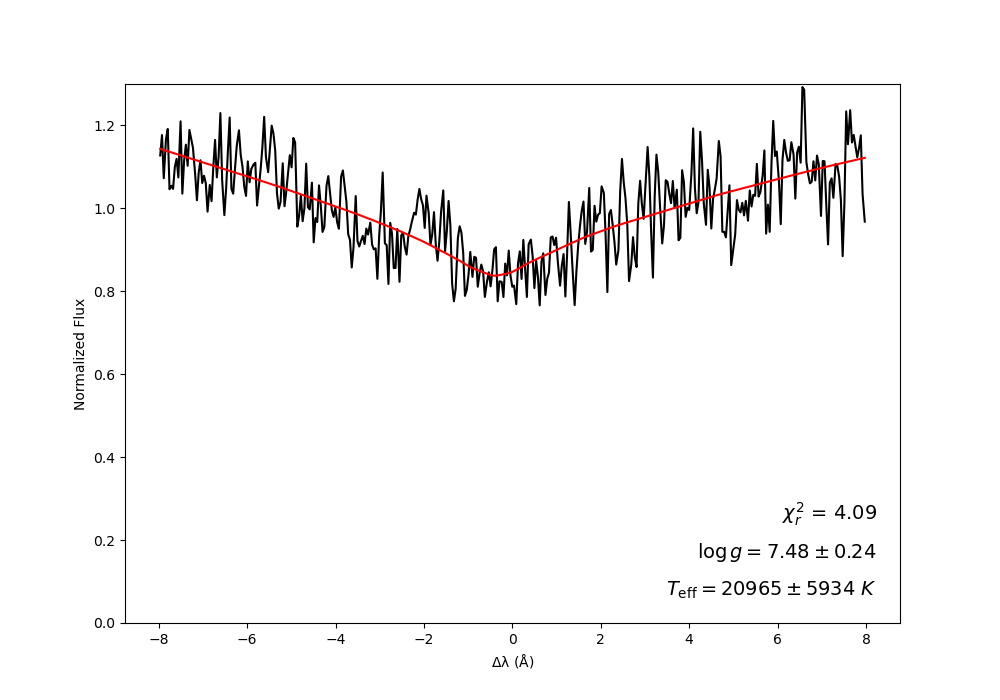 1.2
1.0
0.8
0.6
0.4
0.2
0.0
Normalized Flux
χ²ᵣ = 4.09
log g = 7.48 ± 0.24
T_eff = 20965 ± 5934 K
−8 −6 −4 −2 0 2 4 6 8
Δλ (Å)